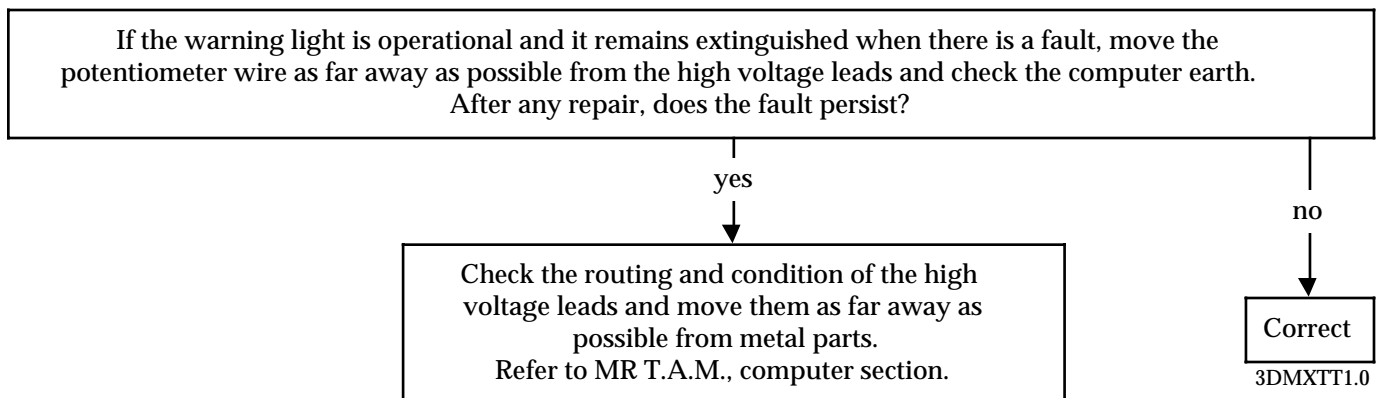 If the warning light is operational and it remains extinguished when there is a fault, move the
potentiometer wire as far away as possible from the high voltage leads and check the computer earth.
After any repair, does the fault persist?
yes
no
Check the routing and condition of the high
voltage leads and move them as far away as
possible from metal parts.
Refer to MR T.A.M., computer section.
Correct
3DMXTT1.0